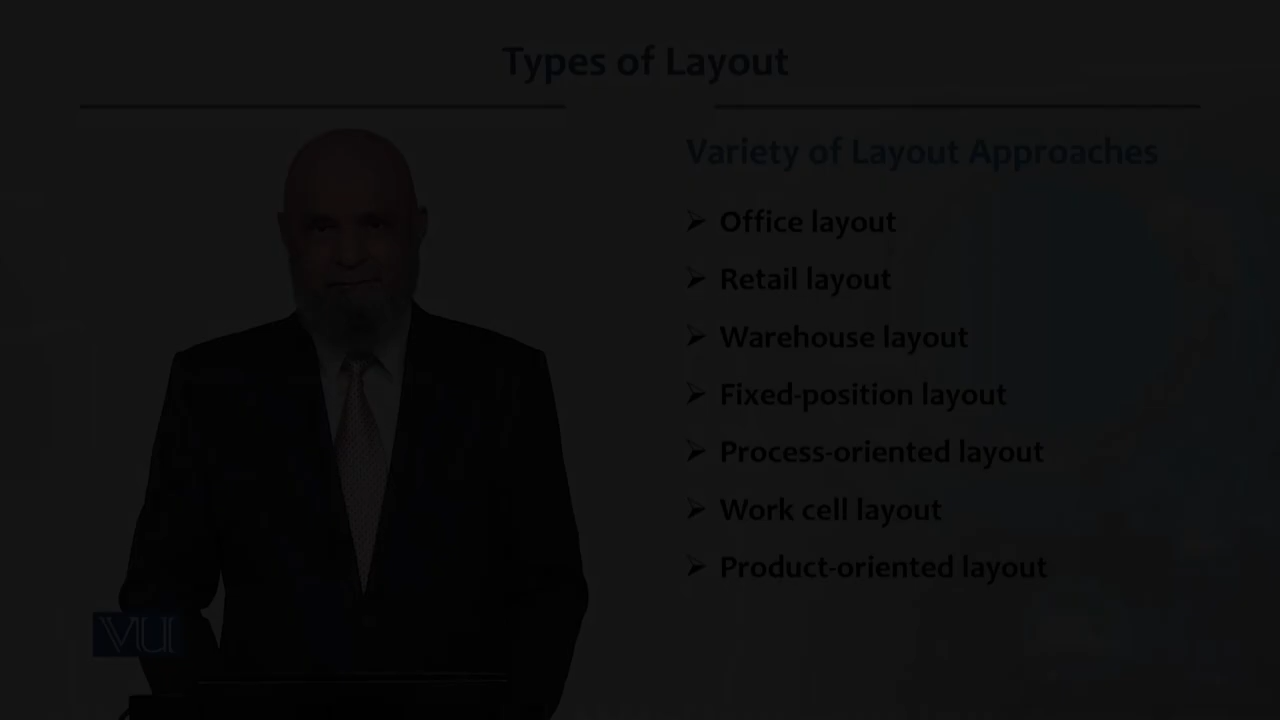 Types of Layout
Variety of Layout Approaches
➢ Office layout
➢ Retail layout
➢ Warehouse layout
➢ Fixed-position layout
➢ Process-oriented layout
➢ Work cell layout
➢ Product-oriented layout
VU